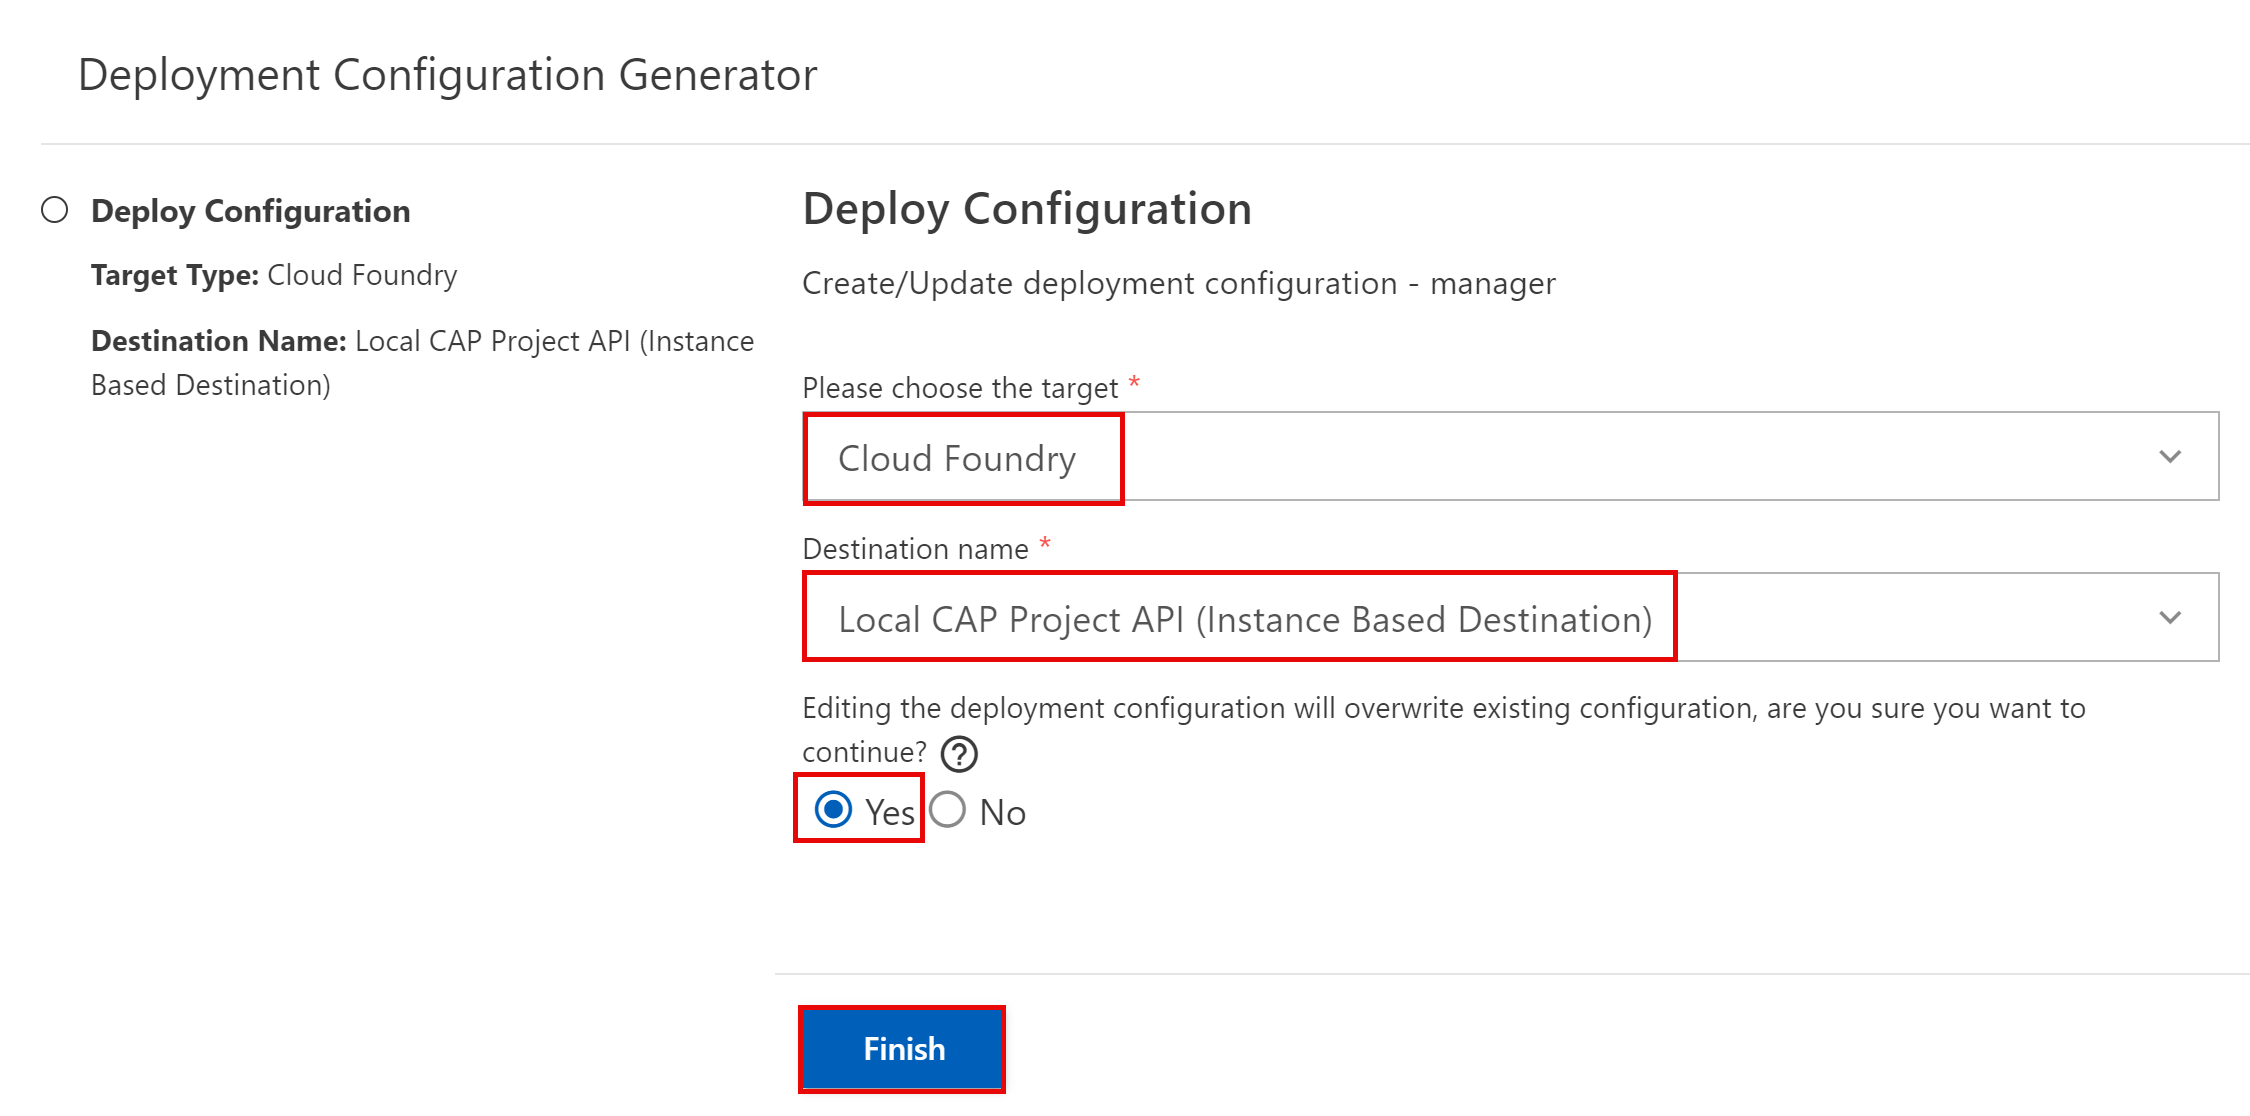 Deployment Configuration Generator
Deploy Configuration
Target Type: Cloud Foundry
Destination Name: Local CAP Project API (Instance
Based Destination)
Deploy Configuration
Create/Update deployment configuration - manager
Please choose the target *
Cloud Foundry
Destination name *
Local CAP Project API (Instance Based Destination)
Editing the deployment configuration will overwrite existing configuration, are you sure you want to
continue? ?
Yes No
Finish